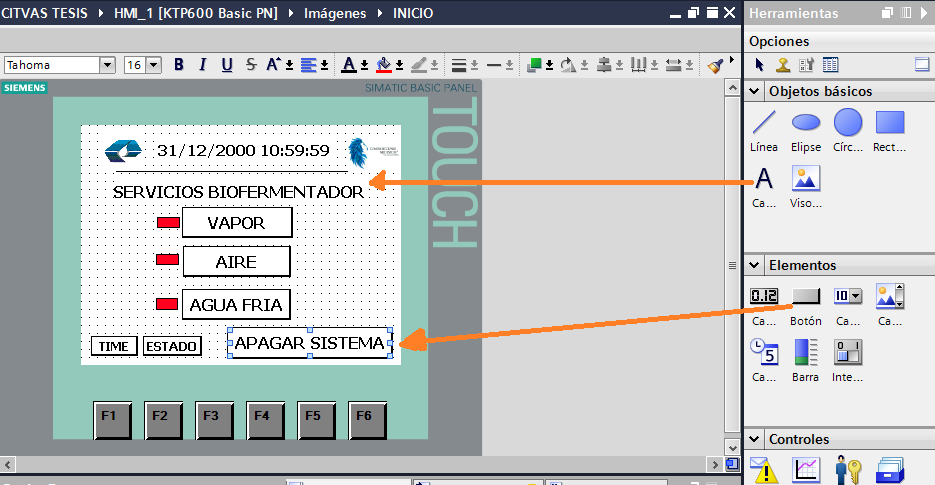 CITVAS TESIS HMI_1 [KTP600 Basic PN] Imágenes INICIO
Herramientas
Opciones
Tahoma 16 B I U S A A
SIEMENS
SIMATIC BASIC PANEL
TOUCH
31/12/2000 10:59:59
SERVICIOS BIOFERMENTADOR
VAPOR
AIRE
AGUA FRIA
TIME ESTADO APAGAR SISTEMA
F1 F2 F3 F4 F5 F6
Objetos básicos
Línea Elipse Círc... Rect...
A
Ca... Viso...
Elementos
0.12 10
Ca... Botón Ca... Ca...
5
Ca... Barra Inte...
Controles